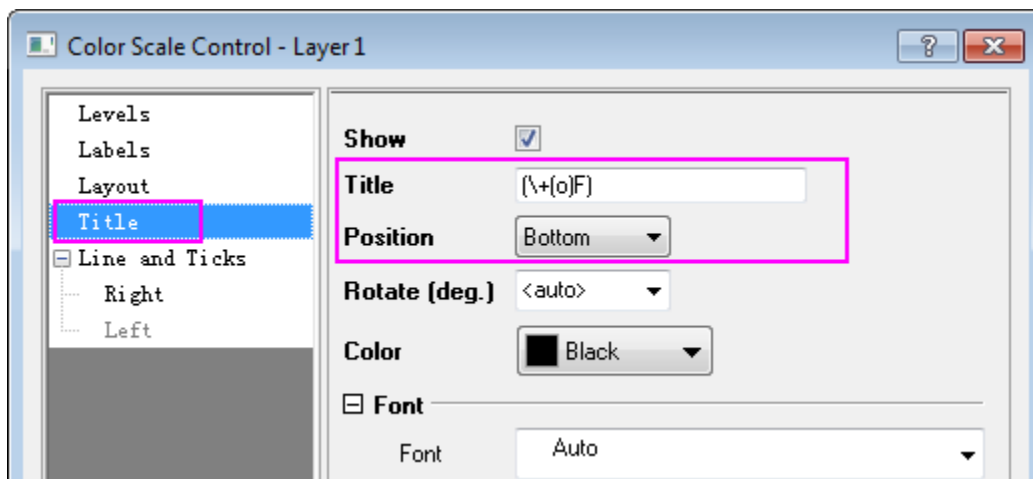 Color Scale Control - Layer 1
Levels
Labels
Layout
Title
Line and Ticks
Right
Left
Show
Title (\+(o)F)
Position Bottom
Rotate (deg.) <auto>
Color Black
Font
Font Auto